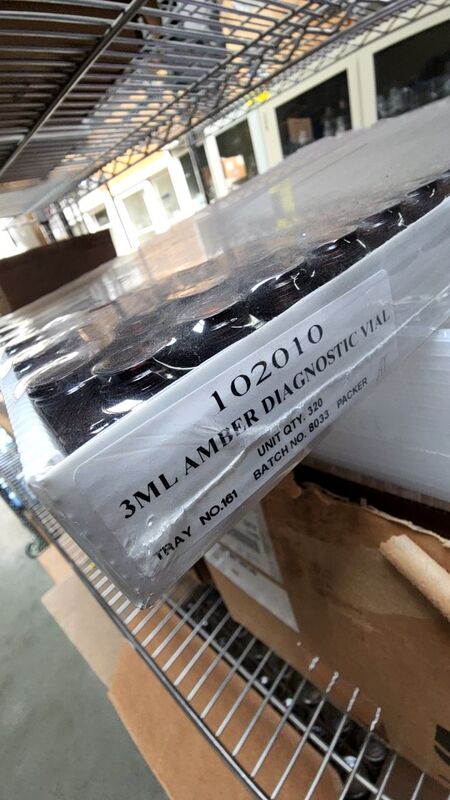 102010
3ML AMBER DIAGNOSTIC VIAL
UNIT QTY. 320
TRAY NO.161 BATCH NO. 8033 PACKER